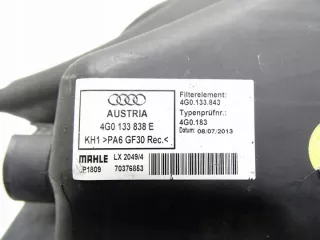 AUSTRIA
4G0 133 838 E
KH1 >PA6 GF30 Rec.<
MAHLE LX 2049/4
P1809 70376853
Filterelement:
4G0.133.843
Typenprüfnr.:
4G0.183
Datum: 08/07/2013